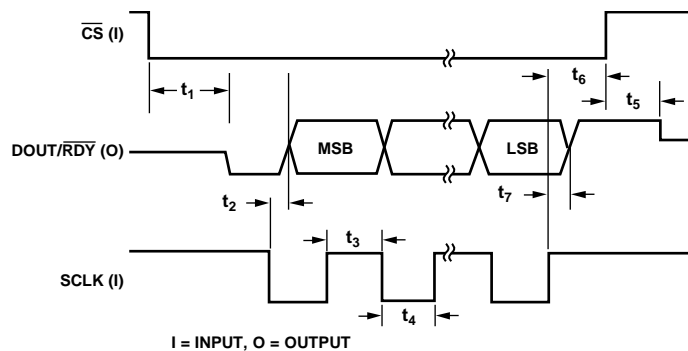 CS (I)
t1
t6
t5
DOUT/RDY (O)
MSB
LSB
t2
t7
t3
SCLK (I)
t4
I = INPUT, O = OUTPUT